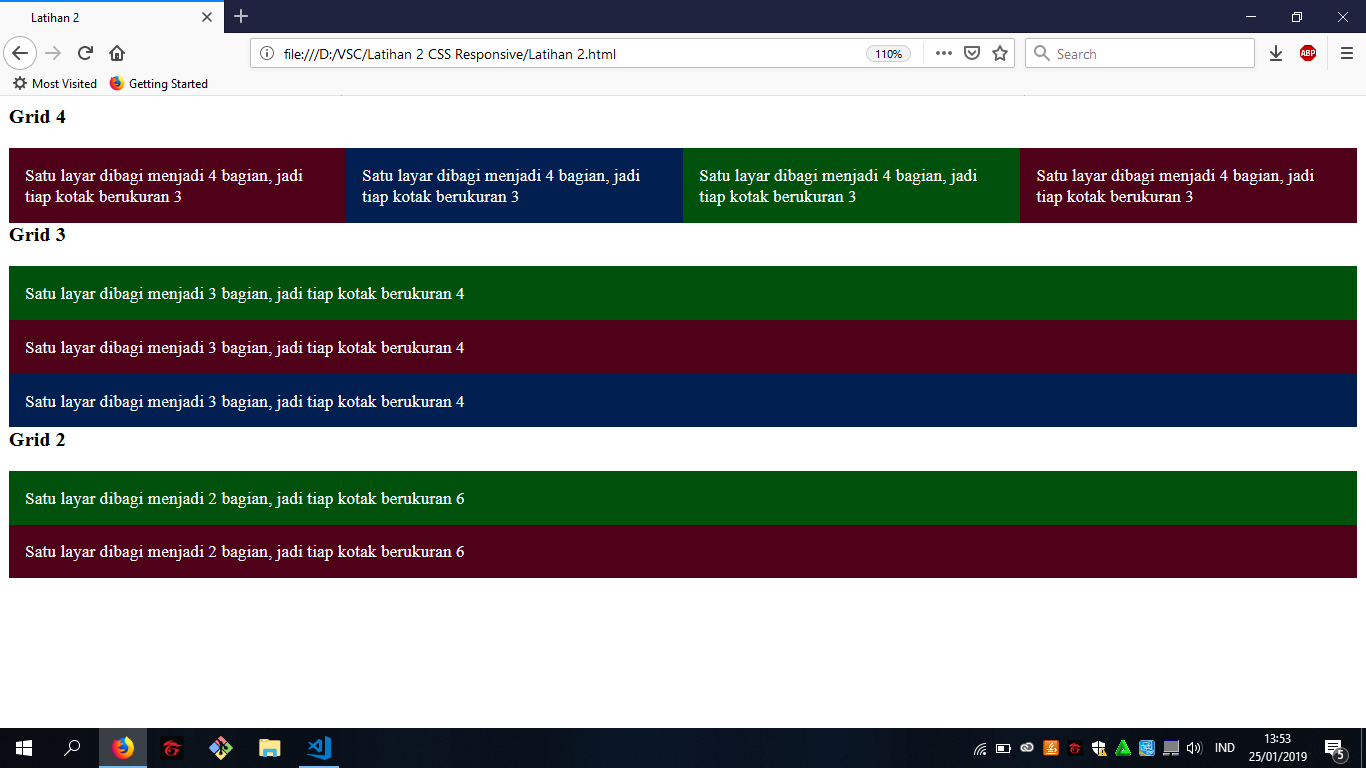 Latihan 2
file:///D:/VSC/Latihan 2 CSS Responsive/Latihan 2.html
110%
Search
ABP
Most Visited
Getting Started
Grid 4
Satu layar dibagi menjadi 4 bagian, jadi
tiap kotak berukuran 3
Satu layar dibagi menjadi 4 bagian, jadi
tiap kotak berukuran 3
Satu layar dibagi menjadi 4 bagian, jadi
tiap kotak berukuran 3
Satu layar dibagi menjadi 4 bagian, jadi
tiap kotak berukuran 3
Grid 3
Satu layar dibagi menjadi 3 bagian, jadi tiap kotak berukuran 4
Satu layar dibagi menjadi 3 bagian, jadi tiap kotak berukuran 4
Satu layar dibagi menjadi 3 bagian, jadi tiap kotak berukuran 4
Grid 2
Satu layar dibagi menjadi 2 bagian, jadi tiap kotak berukuran 6
Satu layar dibagi menjadi 2 bagian, jadi tiap kotak berukuran 6
IND
13:53
25/01/2019
5